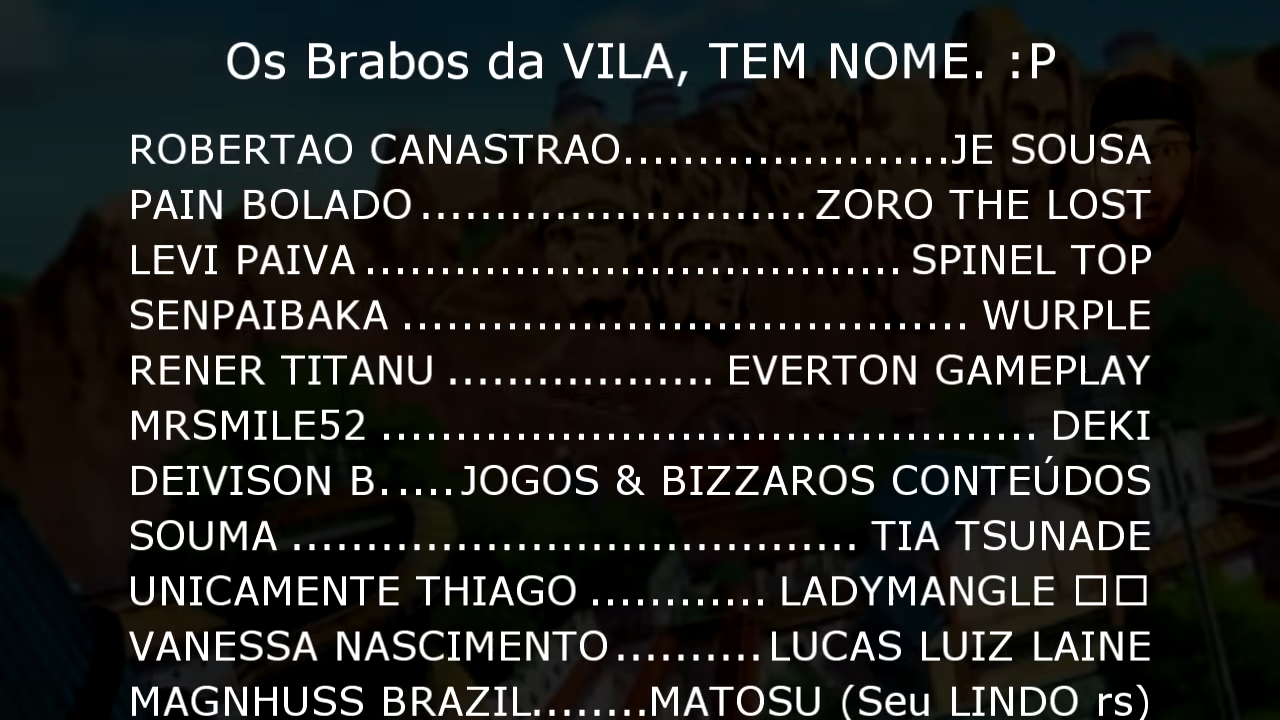 Os Brabos da VILA, TEM NOME. :P
ROBERTAO CANASTRAO......................JE SOUSA
PAIN BOLADO .......................... ZORO THE LOST
LEVI PAIVA .................................... SPINEL TOP
SENPAIBAKA ...................................... WURPLE
RENER TITANU .................. EVERTON GAMEPLAY
MRSMILE52 ............................................ DEKI
DEIVISON B.....JOGOS & BIZZAROS CONTEÚDOS
SOUMA ...................................... TIA TSUNADE
UNICAMENTE THIAGO ............ LADYMANGLE □□
VANESSA NASCIMENTO..........LUCAS LUIZ LAINE
MAGNHUSS BRAZIL........MATOSU (Seu LINDO rs)